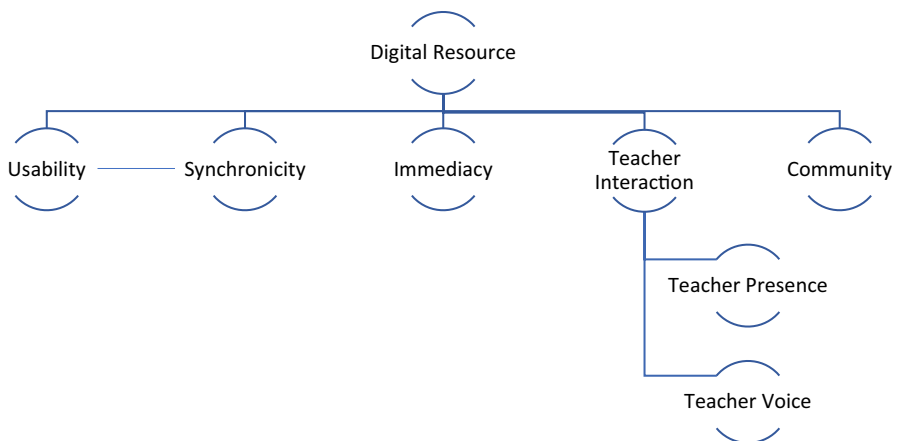 Digital Resource
Usability
Synchronicity
Immediacy
Teacher
Interaction
Community
Teacher Presence
Teacher Voice